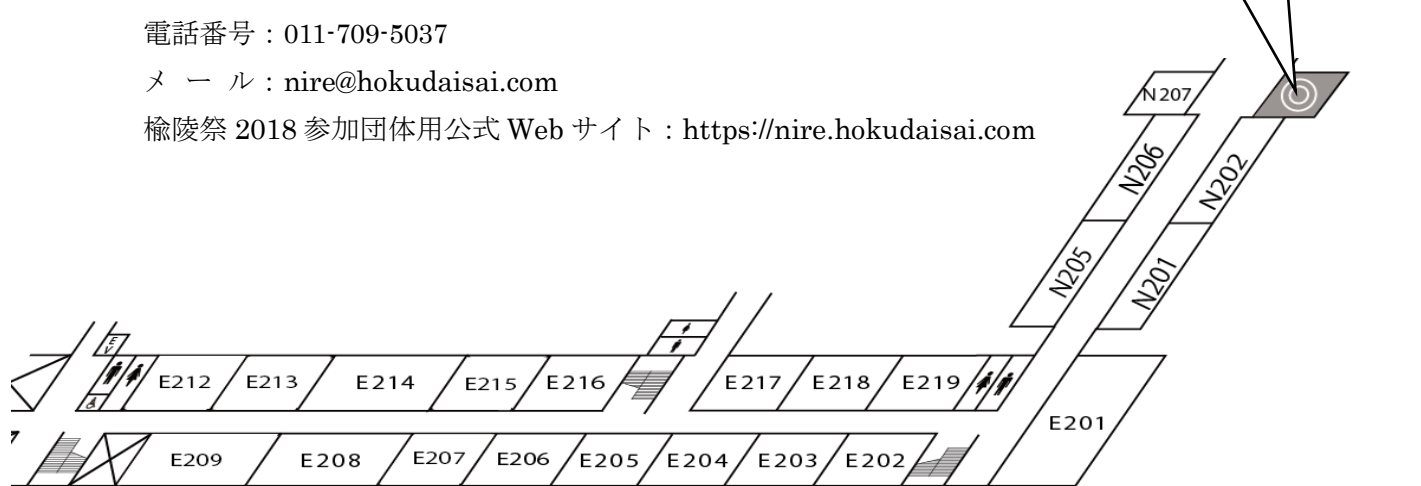 電話番号：011-709-5037
メ ー ル：nire@hokudaisai.com
楡陵祭 2018 参加団体用公式 Web サイト：https://nire.hokudaisai.com
N207
N206
N202
N205
N201
EV
E212
E213
E214
E215
E216
E217
E218
E219
E201
E209
E208
E207
E206
E205
E204
E203
E202